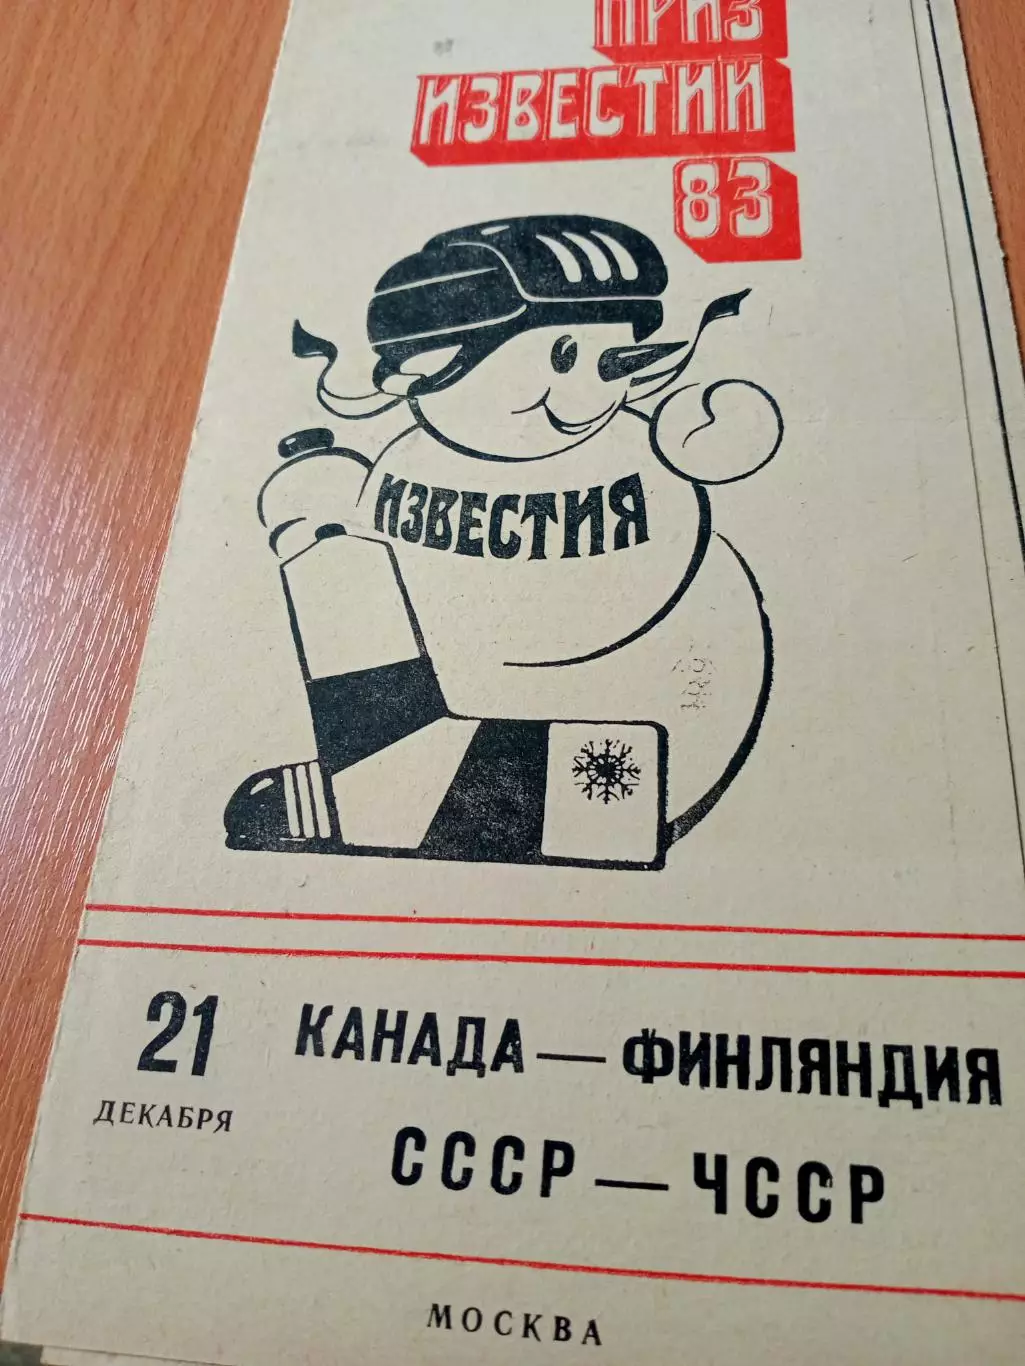 ПРИЗ
ИЗВЕСТИЙ
83
ИЗВЕСТИЯ
21
ДЕКАБРЯ
КАНАДА — ФИНЛЯНДИЯ
СССР — ЧССР
МОСКВА